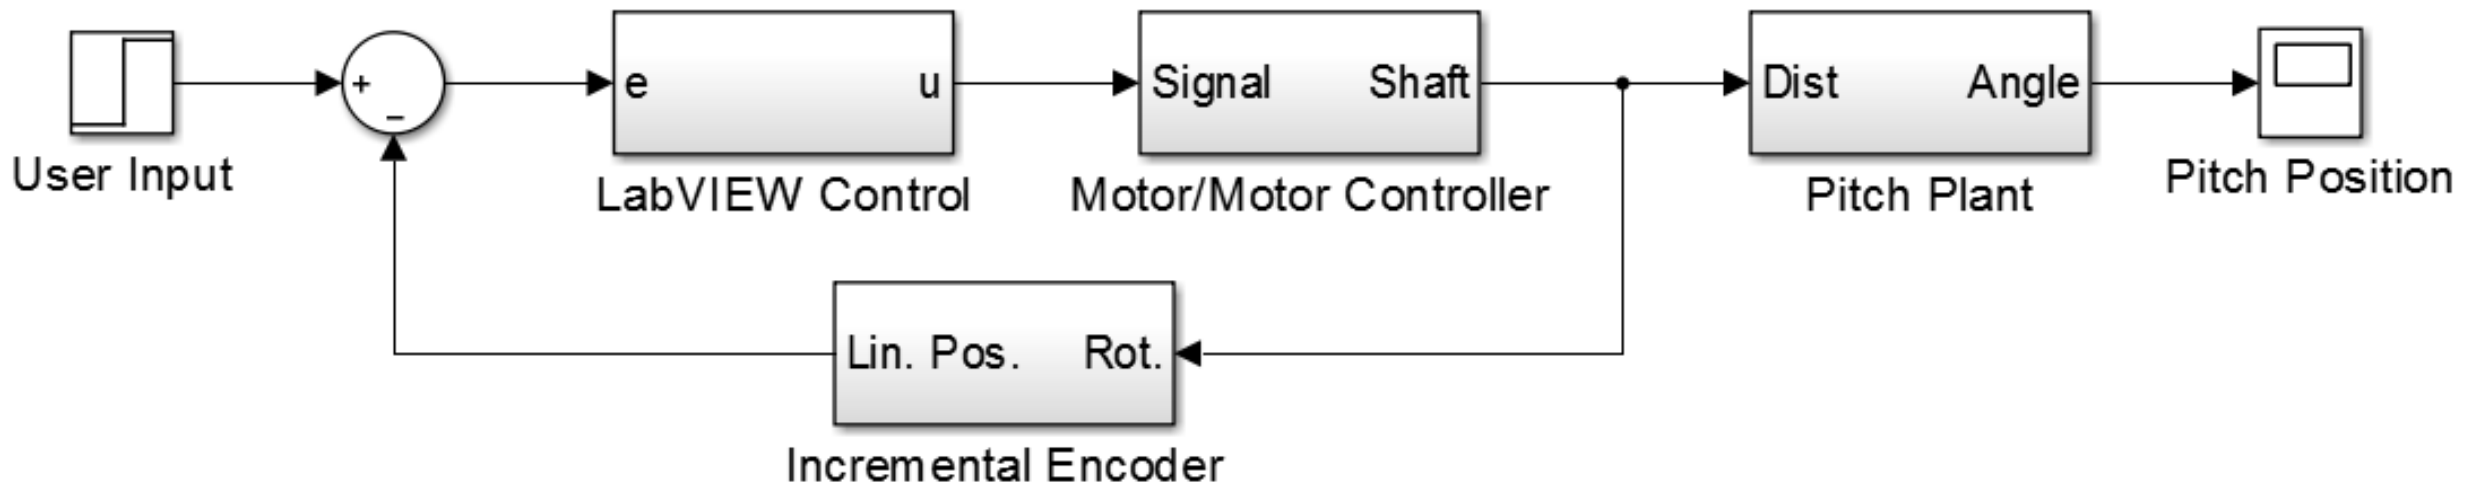 +
−
e
u
Signal
Shaft
Dist
Angle
User Input
LabVIEW Control
Motor/Motor Controller
Pitch Plant
Pitch Position
Lin. Pos.
Rot.
Incremental Encoder